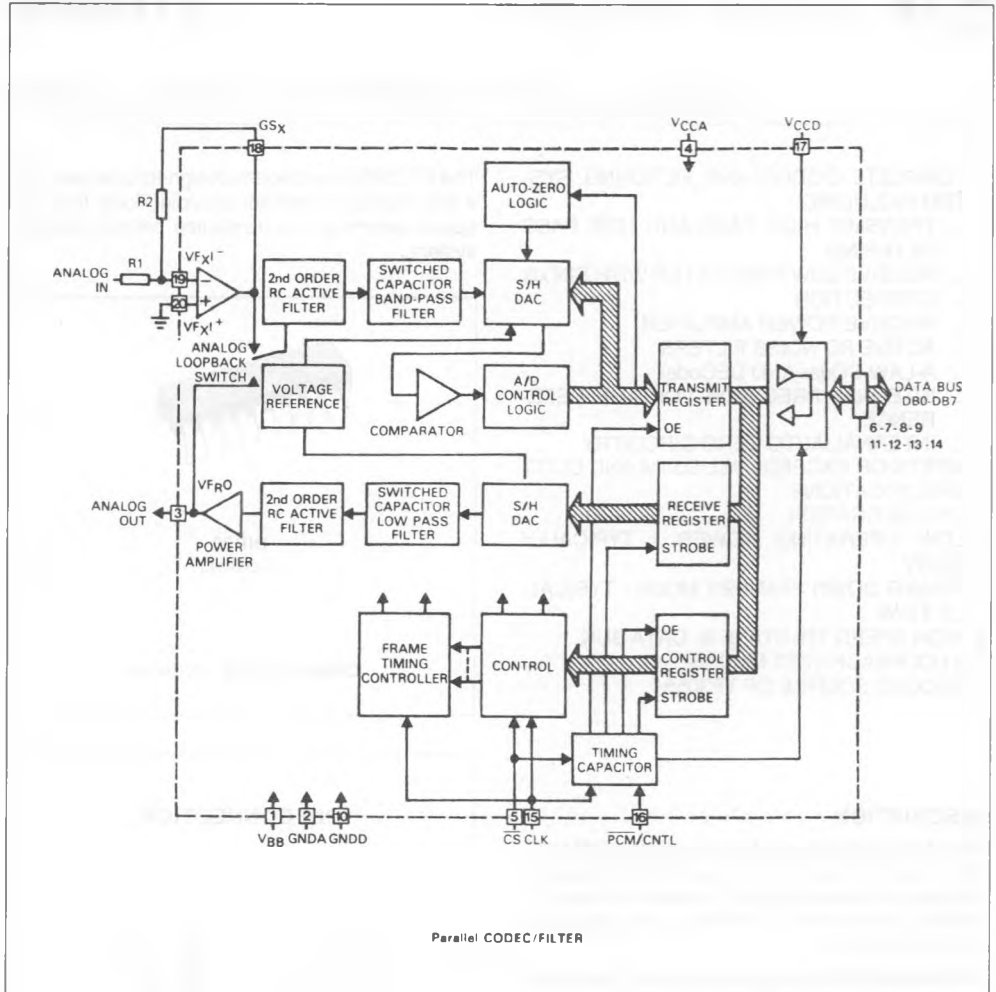 GSX
18
VCCA
4
VCCD
17
R2
AUTO-ZERO
LOGIC
ANALOG
IN
R1
VFXI-
19
−
20
+
VFXI+
2nd ORDER
RC ACTIVE
FILTER
SWITCHED
CAPACITOR
BAND-PASS
FILTER
S/H
DAC
ANALOG
LOOPBACK
SWITCH
VOLTAGE
REFERENCE
COMPARATOR
A/D
CONTROL
LOGIC
TRANSMIT
REGISTER
OE
DATA BUS
DB0-DB7
6-7-8-9
11-12-13-14
ANALOG
OUT
3
VFRO
POWER
AMPLIFIER
2nd ORDER
RC ACTIVE
FILTER
SWITCHED
CAPACITOR
LOW PASS
FILTER
S/H
DAC
RECEIVE
REGISTER
STROBE
FRAME
TIMING
CONTROLLER
CONTROL
OE
CONTROL
REGISTER
STROBE
TIMING
CAPACITOR
1
2
10
5
15
16
VBB GNDA GNDD
CS CLK
PCM/CNTL
Parallel CODEC/FILTER